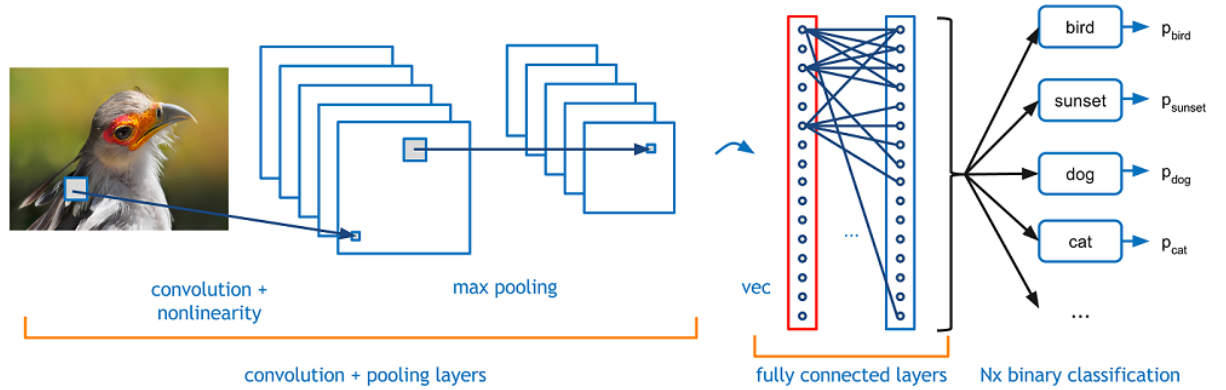 bird
p_bird
sunset
p_sunset
dog
p_dog
cat
p_cat
...
...
convolution +
nonlinearity
max pooling
vec
convolution + pooling layers
fully connected layers
Nx binary classification